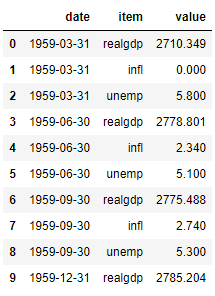 date item value
0 1959-03-31 realgdp 2710.349
1 1959-03-31 infl 0.000
2 1959-03-31 unemp 5.800
3 1959-06-30 realgdp 2778.801
4 1959-06-30 infl 2.340
5 1959-06-30 unemp 5.100
6 1959-09-30 realgdp 2775.488
7 1959-09-30 infl 2.740
8 1959-09-30 unemp 5.300
9 1959-12-31 realgdp 2785.204